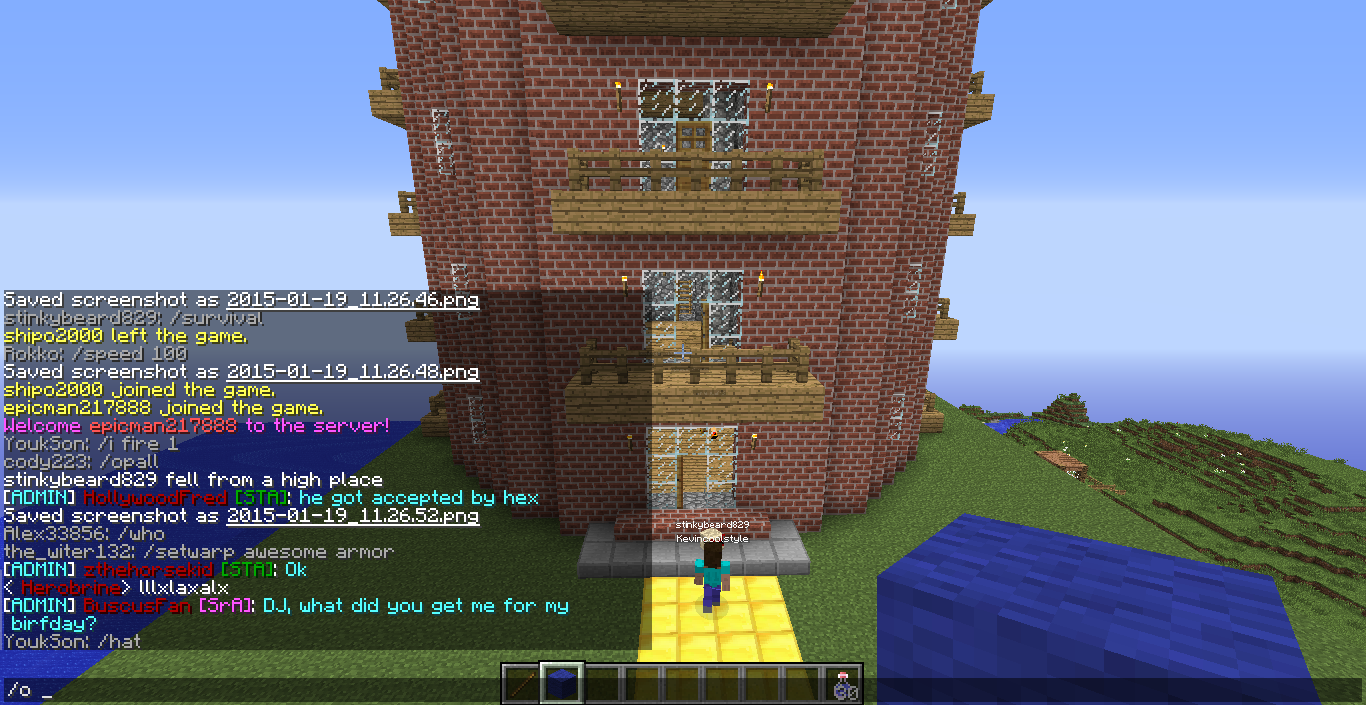 Saved screenshot as 2015-01-19_11.26.46.png
stinkybeard829: /survival
shipo2000 left the game.
Rokko: /speed 100
Saved screenshot as 2015-01-19_11.26.48.png
shipo2000 joined the game.
epicman217888 joined the game.
Welcome epicman217888 to the server!
YoukSon: /i fire 1
cody223: /opall
stinkybeard829 fell from a high place
[ADMIN] HollywoodFred [STA]: he got accepted by hex
Saved screenshot as 2015-01-19_11.26.52.png
Alex33856: /who
the_witer132: /setwarp awesome armor
[ADMIN] zthehorsekid [STA]: Ok
< Herobrine> lllxlaxalx
[ADMIN] BuscusFan [SrA]: DJ, what did you get me for my
birfday?
YoukSon: /hat
stinkybeard829
Kevincoolstyle
/o _